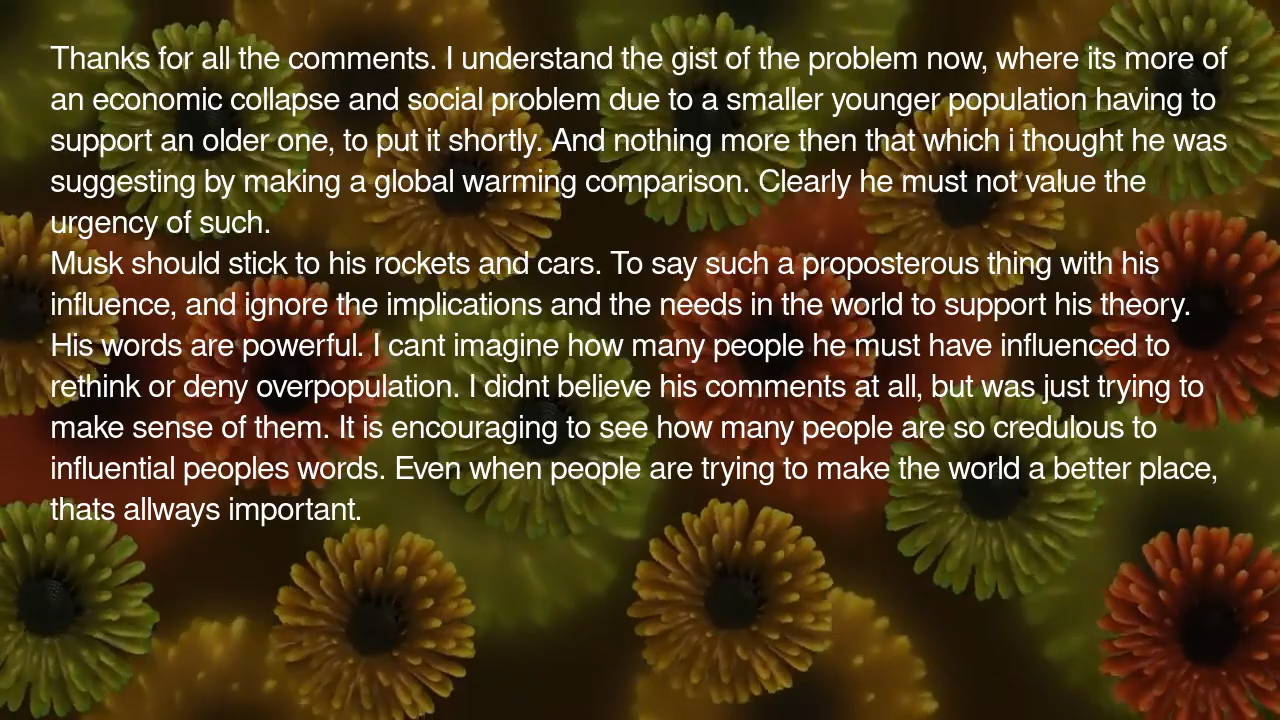 Thanks for all the comments. I understand the gist of the problem now, where its more of
an economic collapse and social problem due to a smaller younger population having to
support an older one, to put it shortly. And nothing more then that which i thought he was
suggesting by making a global warming comparison. Clearly he must not value the
urgency of such.
Musk should stick to his rockets and cars. To say such a proposterous thing with his
influence, and ignore the implications and the needs in the world to support his theory.
His words are powerful. I cant imagine how many people he must have influenced to
rethink or deny overpopulation. I didnt believe his comments at all, but was just trying to
make sense of them. It is encouraging to see how many people are so credulous to
influential peoples words. Even when people are trying to make the world a better place,
thats allways important.